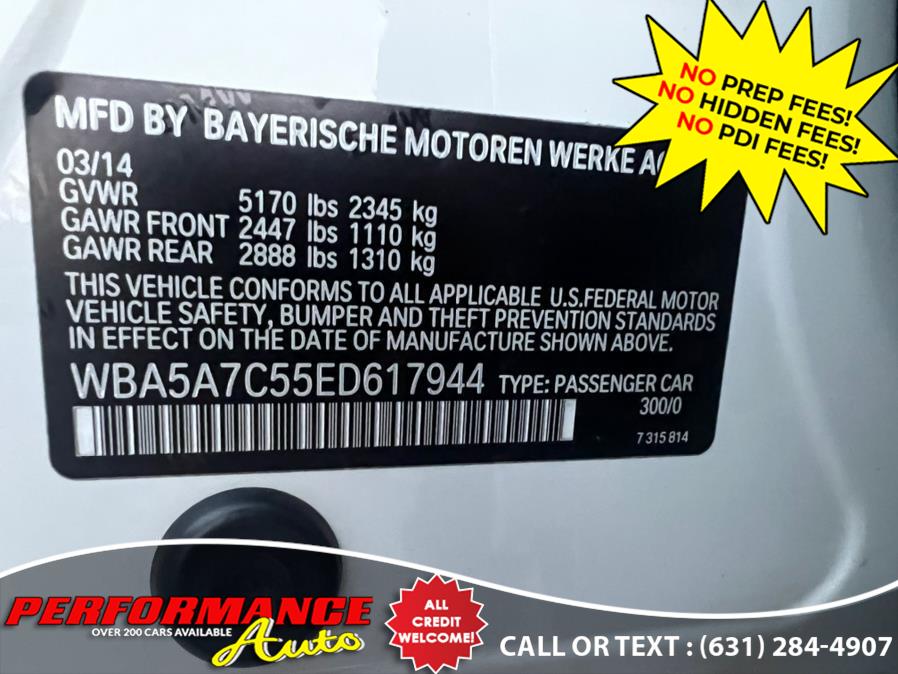 MFD BY BAYERISCHE MOTOREN WERKE
03/14
GVWR 5170 lbs 2345 kg
GAWR FRONT 2447 lbs 1110 kg
GAWR REAR 2888 lbs 1310 kg
THIS VEHICLE CONFORMS TO ALL APPLICABLE U.S.FEDERAL MOTOR
VEHICLE SAFETY, BUMPER AND THEFT PREVENTION STANDARDS
IN EFFECT ON THE DATE OF MANUFACTURE SHOWN ABOVE.
WBA5A7C55ED617944 TYPE: PASSENGER CAR
300/0
7 315 814
NO PREP FEES!
NO HIDDEN FEES!
NO PDI FEES!
PERFORMANCE
OVER 200 CARS AVAILABLE
Auto
ALL
CREDIT
WELCOME!
CALL OR TEXT : (631) 284-4907